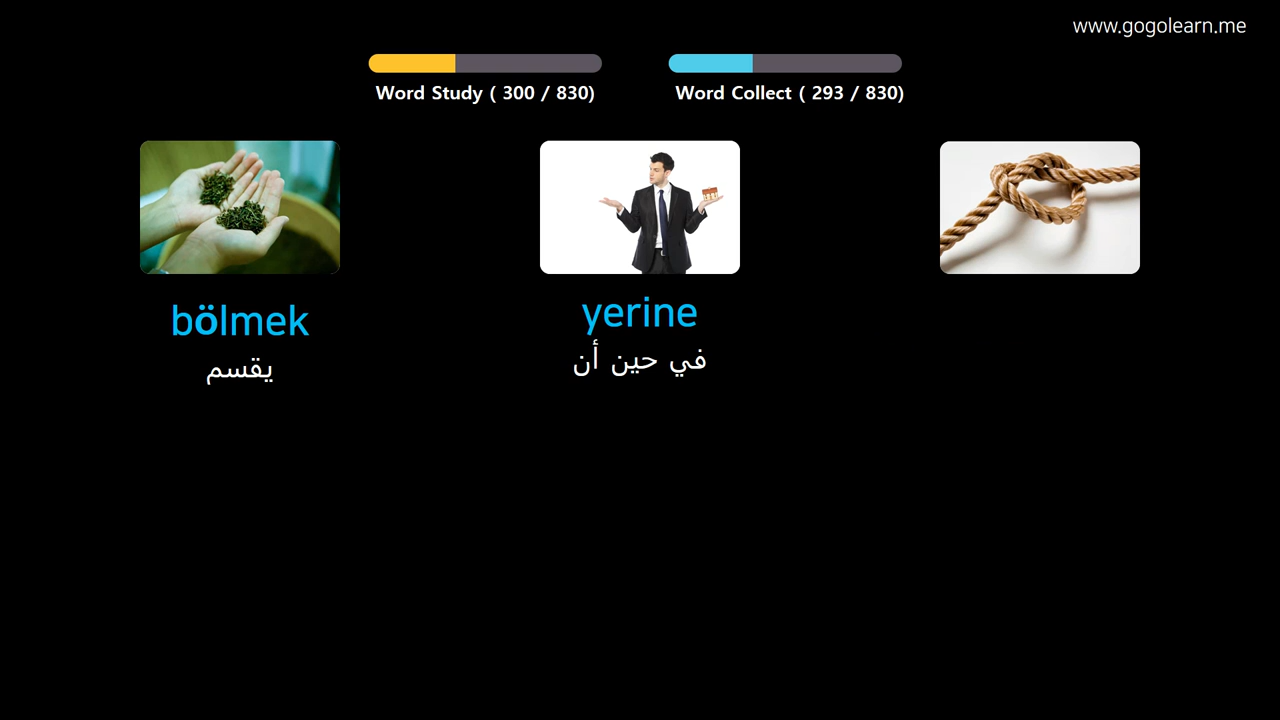 www.gogolearn.me
Word Study ( 300 / 830)
Word Collect ( 293 / 830)
bölmek
يقسم
yerine
في حين أن